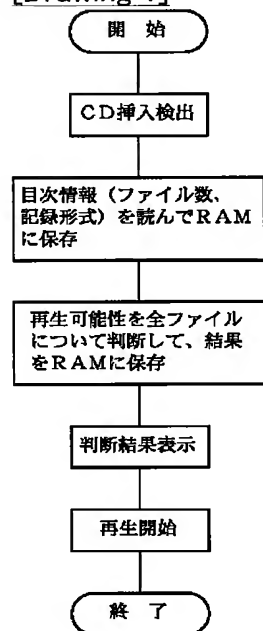 [Drawing 4]
開 始
CD挿入検出
目次情報(ファイル数、
記録形式)を読んでRAM
に保存
再生可能性を全ファイル
について判断して、結果
をRAMに保存
判断結果表示
再生開始
終 了